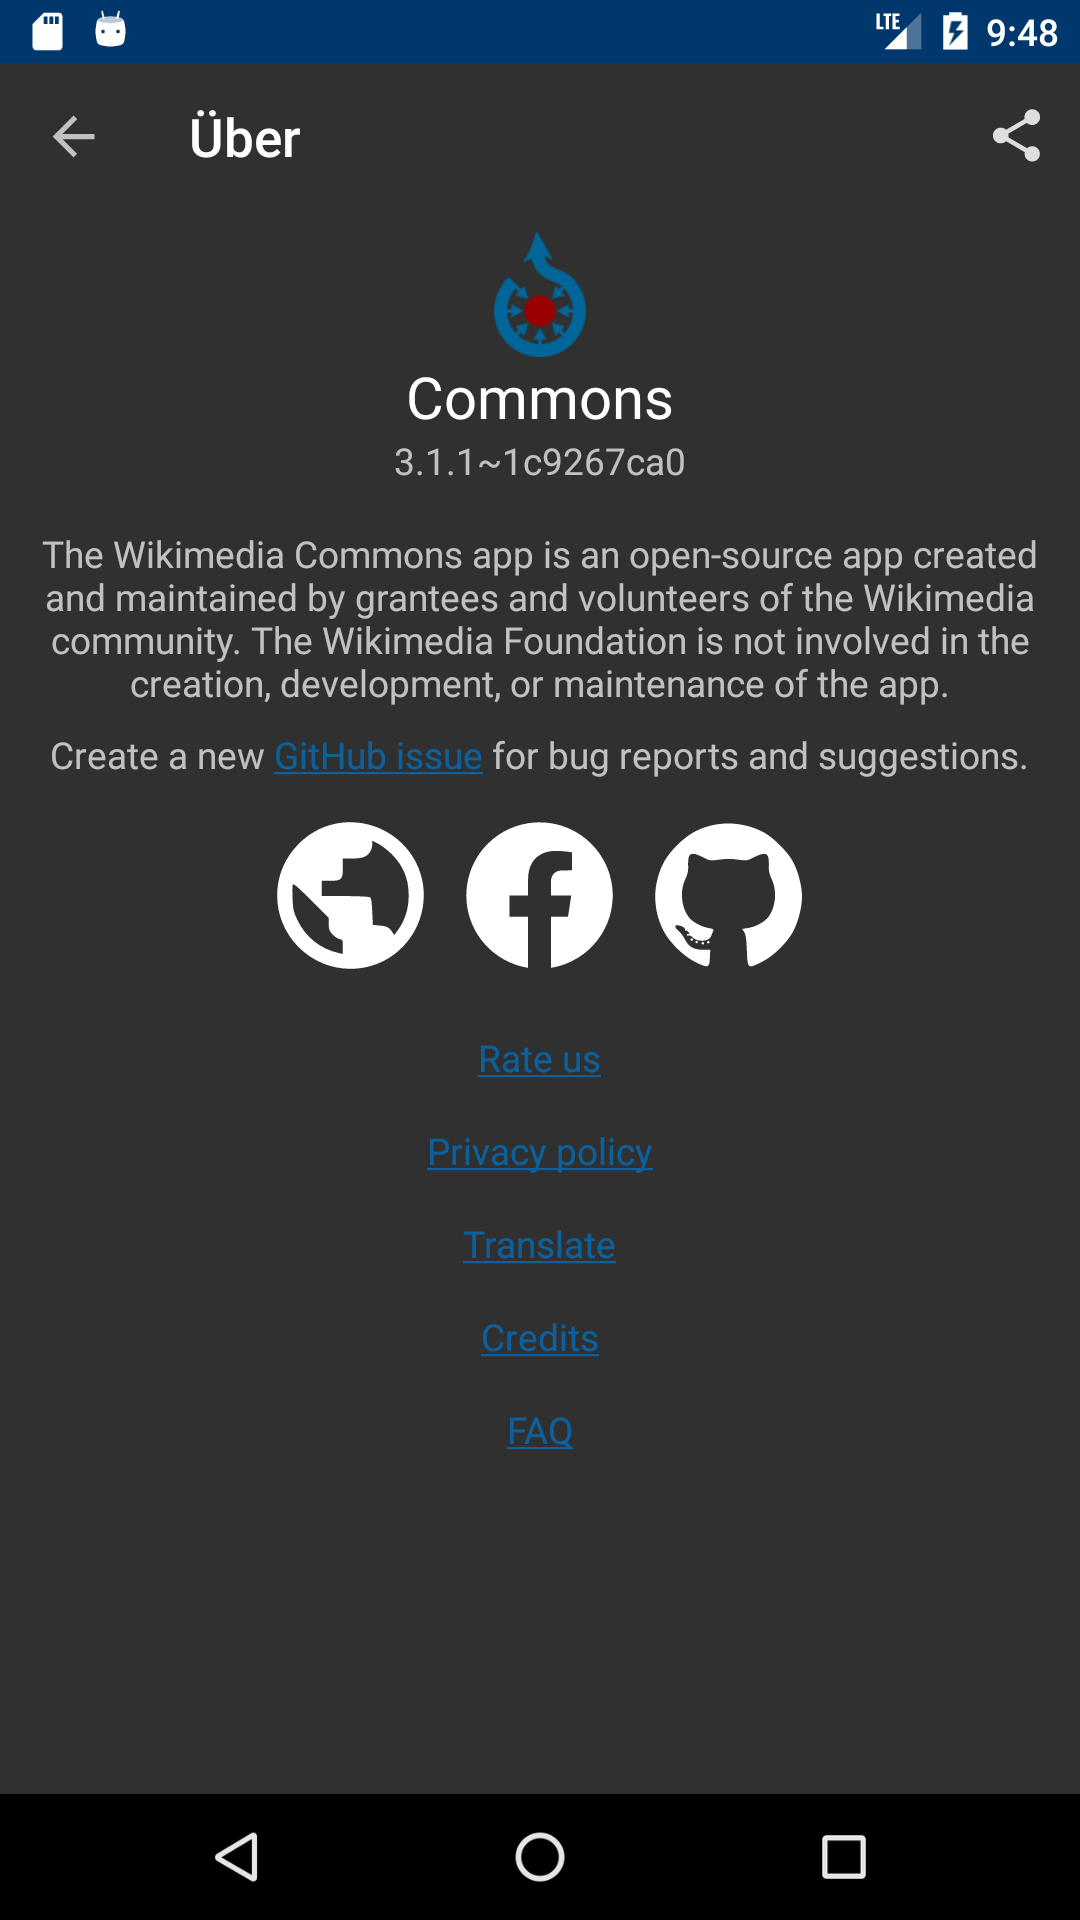 LTE 9:48
Über
Commons
3.1.1~1c9267ca0
The Wikimedia Commons app is an open-source app created
and maintained by grantees and volunteers of the Wikimedia
community. The Wikimedia Foundation is not involved in the
creation, development, or maintenance of the app.
Create a new GitHub issue for bug reports and suggestions.
Rate us
Privacy policy
Translate
Credits
FAQ